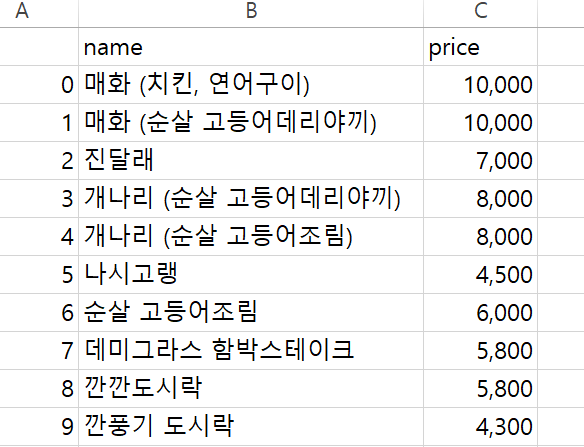 A B C
name price
0 매화 (치킨, 연어구이) 10,000
1 매화 (순살 고등어데리야끼) 10,000
2 진달래 7,000
3 개나리 (순살 고등어데리야끼) 8,000
4 개나리 (순살 고등어조림) 8,000
5 나시고랭 4,500
6 순살 고등어조림 6,000
7 데미그라스 함박스테이크 5,800
8 깐깐도시락 5,800
9 깐풍기 도시락 4,300